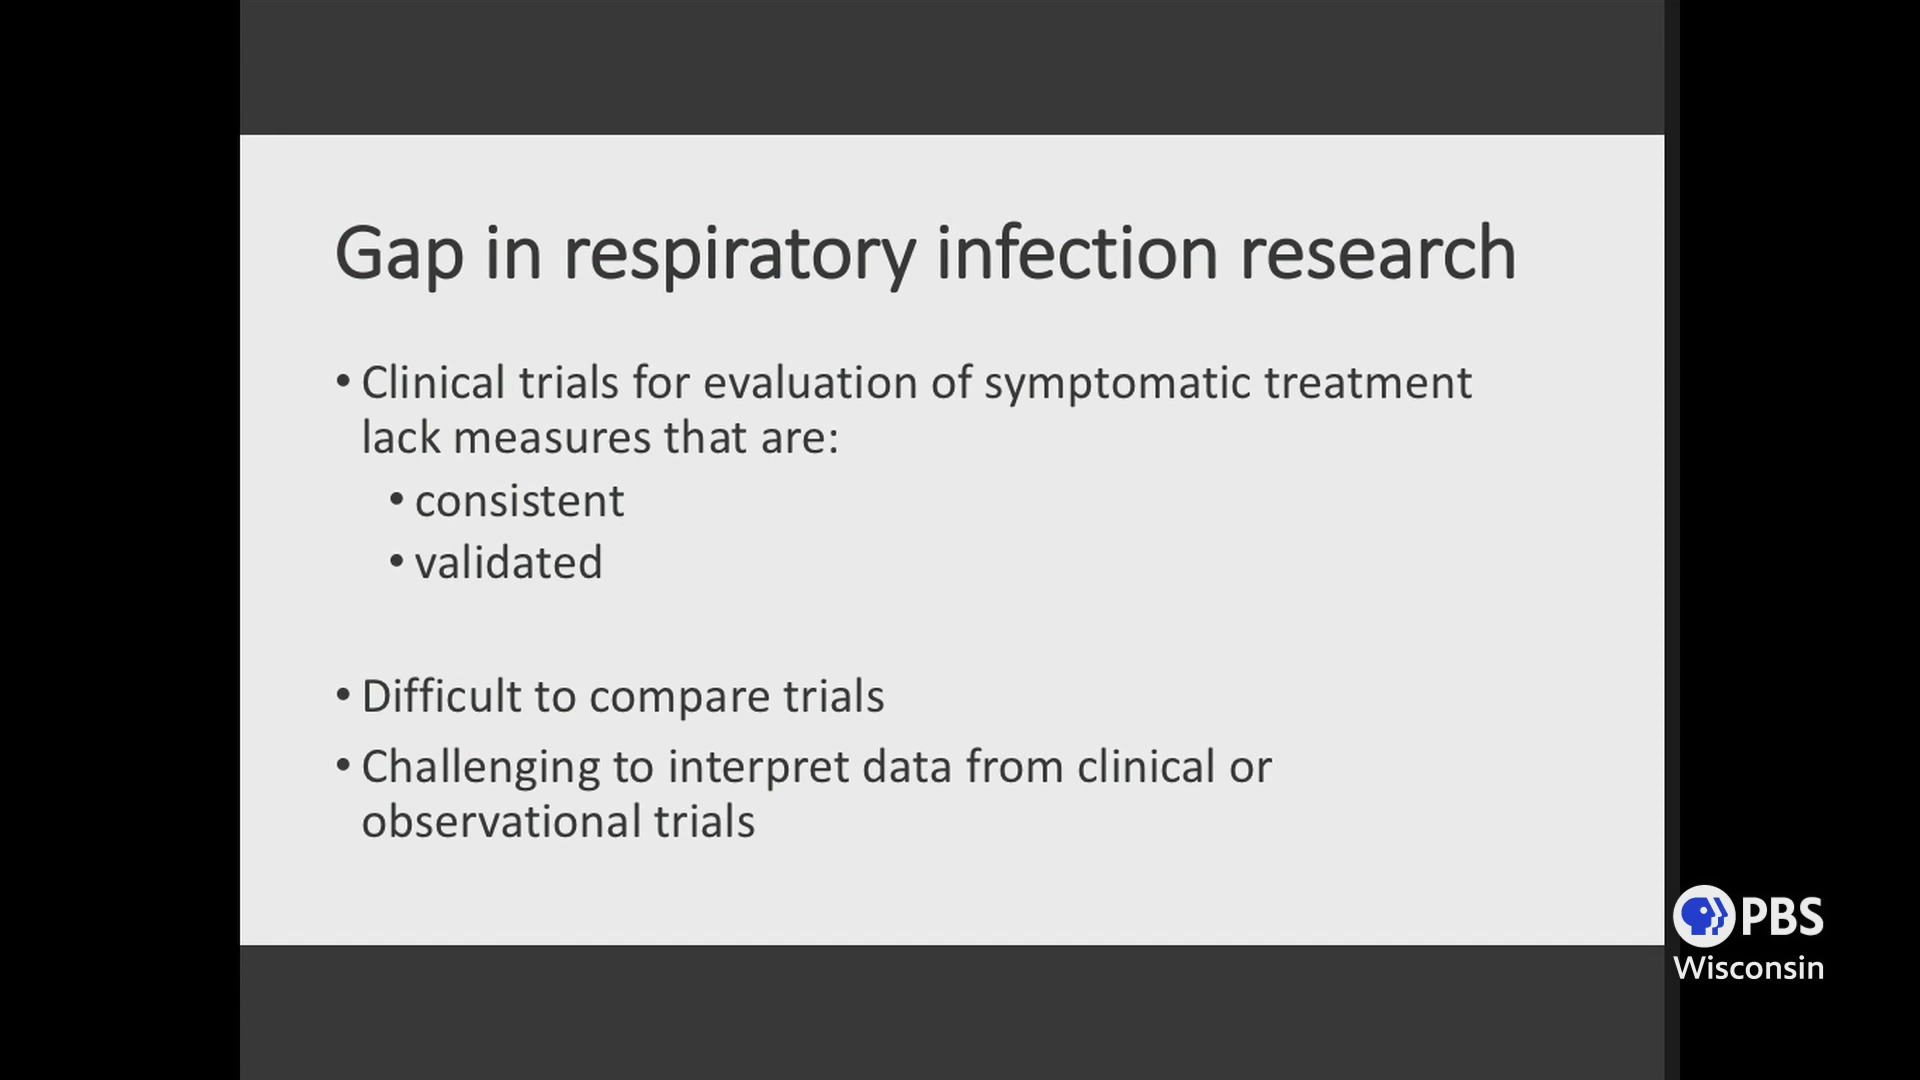 Gap in respiratory infection research
• Clinical trials for evaluation of symptomatic treatment
lack measures that are:
• consistent
• validated
• Difficult to compare trials
• Challenging to interpret data from clinical or
observational trials
PBS
Wisconsin